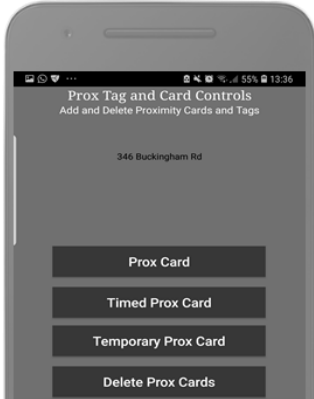 55% 13:36
Prox Tag and Card Controls
Add and Delete Proximity Cards and Tags
346 Buckingham Rd
Prox Card
Timed Prox Card
Temporary Prox Card
Delete Prox Cards